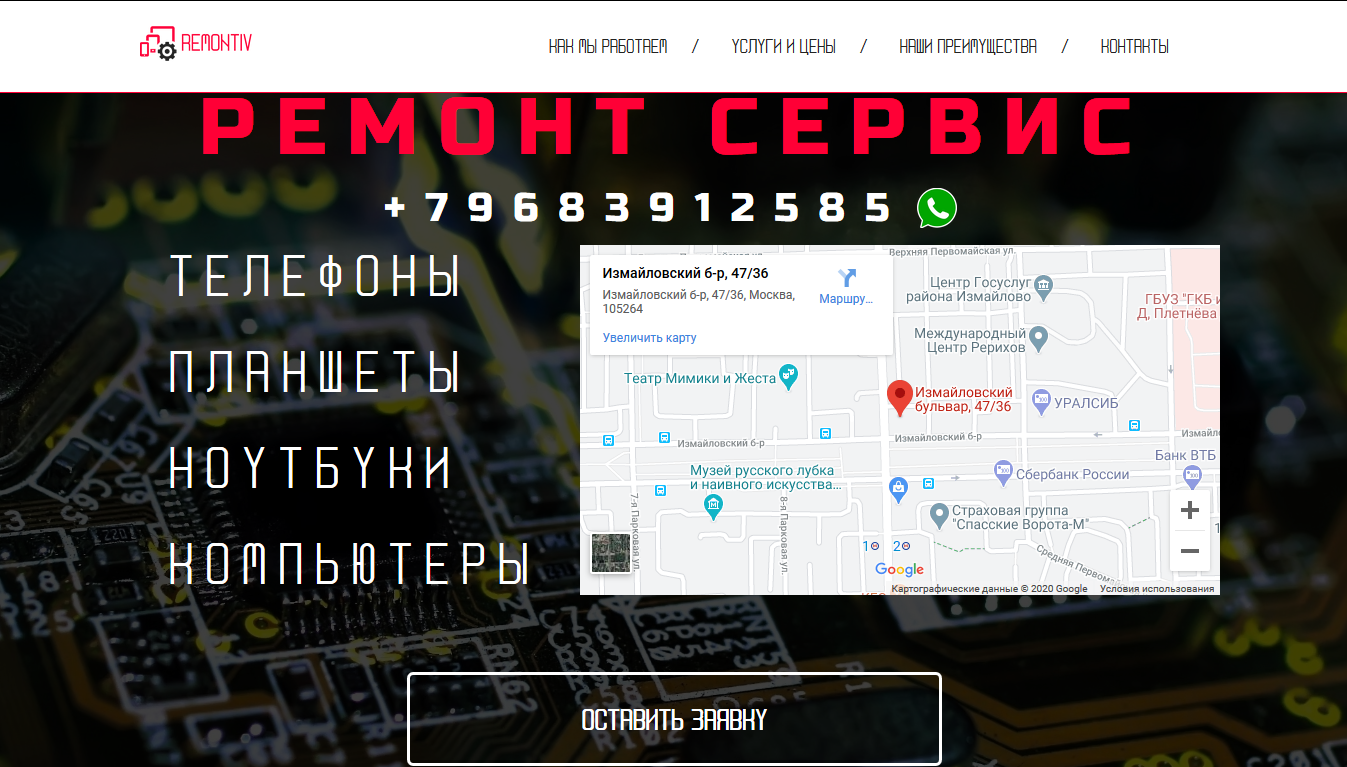 REMONTIV
КАК МЫ РАБОТАЕМ / УСЛУГИ И ЦЕНЫ / НАШИ ПРЕИМУЩЕСТВА / КОНТАКТЫ
РЕМОНТ СЕРВИС
+79683912585
ТЕЛЕФОНЫ
ПЛАНШЕТЫ
НОУТБУКИ
КОМПЬЮТЕРЫ
Измайловский б-р, 47/36
Измайловский б-р, 47/36, Москва,
105264
Маршру...
Увеличить карту
Верхняя Первомайская ул.
Центр Госуслуг
района Измайлово
ГБУЗ "ГКБ и
Д, Плетнёва
Международный
Центр Рерихов
Театр Мимики и Жеста
Измайловский
бульвар, 47/36
УРАЛСИБ
Измайловский б-р
Измайловский б-р
Измайло
Банк ВТБ
Музей русского лубка
и наивного искусства...
Сбербанк России
7-я Парковая ул.
8-я Парковая ул.
Страховая группа
"Спасские Ворота-М"
1 2
Средняя Первомай
Google
Картографические данные © 2020 Google Условия использования
ОСТАВИТЬ ЗАЯВКУ